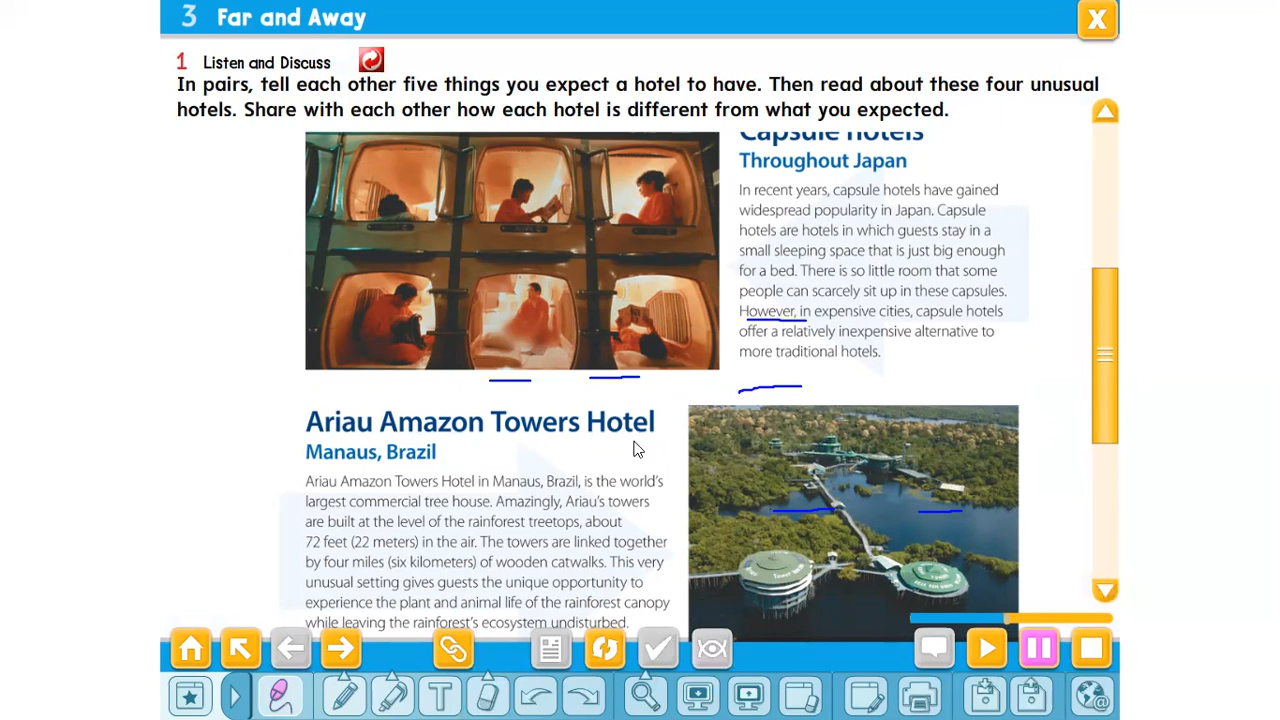 3 Far and Away
X
1 Listen and Discuss
In pairs, tell each other five things you expect a hotel to have. Then read about these four unusual
hotels. Share with each other how each hotel is different from what you expected.
Capsule Hotels
Throughout Japan
In recent years, capsule hotels have gained
widespread popularity in Japan. Capsule
hotels are hotels in which guests stay in a
small sleeping space that is just big enough
for a bed. There is so little room that some
people can scarcely sit up in these capsules.
However, in expensive cities, capsule hotels
offer a relatively inexpensive alternative to
more traditional hotels.
Ariau Amazon Towers Hotel
Manaus, Brazil
Ariau Amazon Towers Hotel in Manaus, Brazil, is the world's
largest commercial tree house. Amazingly, Ariau's towers
are built at the level of the rainforest treetops, about
72 feet (22 meters) in the air. The towers are linked together
by four miles (six kilometers) of wooden catwalks. This very
unusual setting gives guests the unique opportunity to
experience the plant and animal life of the rainforest canopy
while leaving the rainforest's ecosystem undisturbed.
T